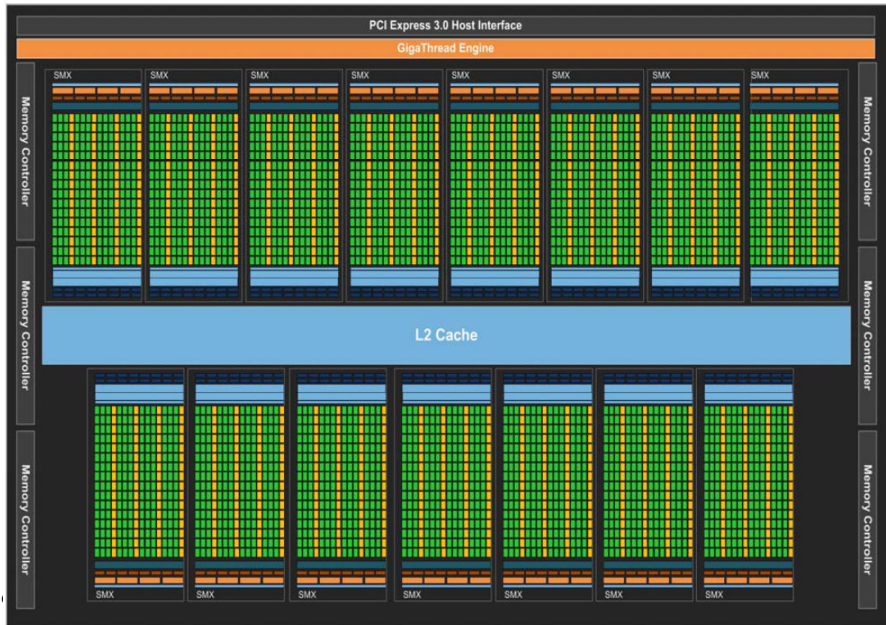 PCI Express 3.0 Host Interface
GigaThread Engine
SMX SMX SMX SMX SMX SMX SMX SMX
Memory Controller
Memory Controller
Memory Controller
Memory Controller
L2 Cache
Memory Controller
Memory Controller
SMX SMX SMX SMX SMX SMX SMX